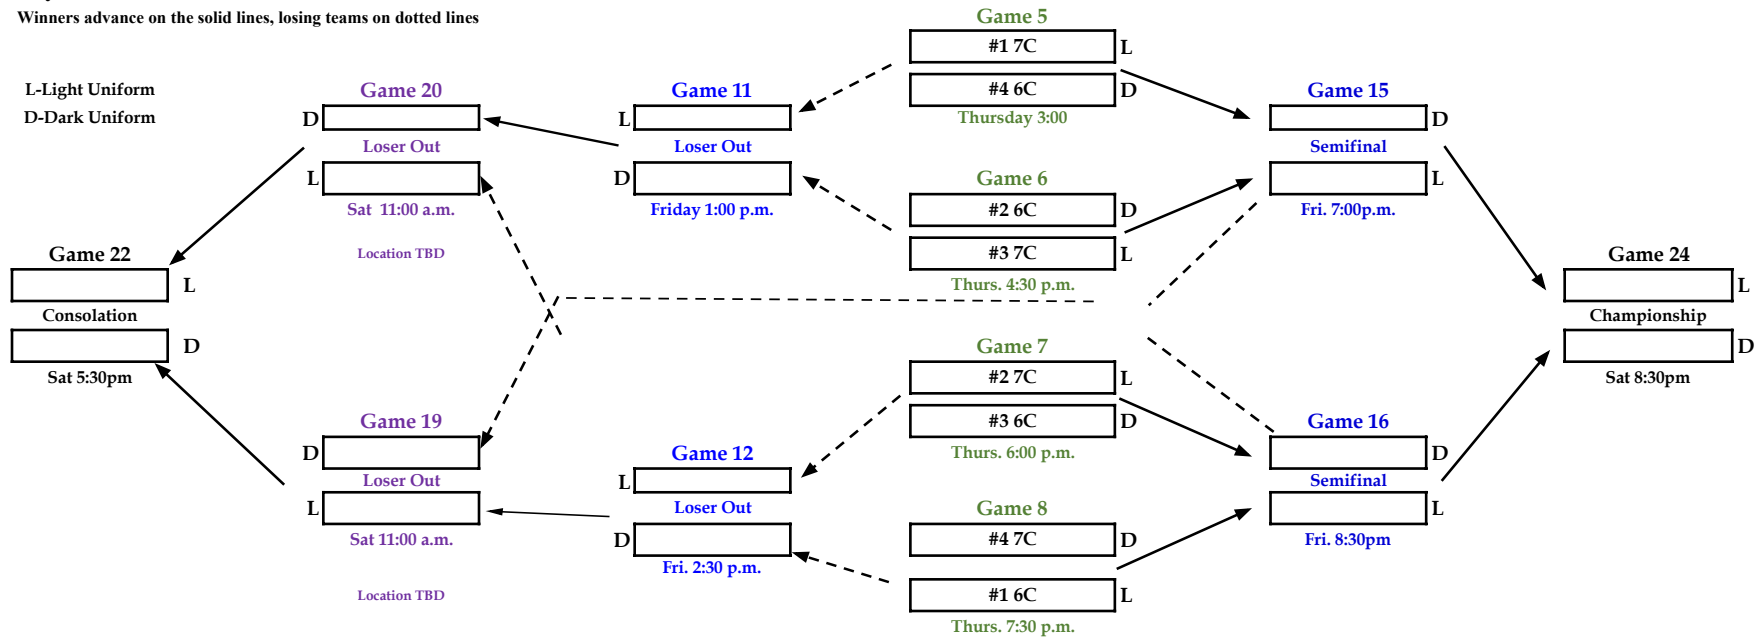 Winners advance on the solid lines, losing teams on dotted lines
L-Light Uniform
D-Dark Uniform
Game 5
#1 7C L
#4 6C D
Thursday 3:00
Game 6
#2 6C D
#3 7C L
Thurs. 4:30 p.m.
Game 7
#2 7C L
#3 6C D
Thurs. 6:00 p.m.
Game 8
#4 7C D
#1 6C L
Thurs. 7:30 p.m.
Game 11
L
Loser Out
D
Friday 1:00 p.m.
Game 12
L
Loser Out
D
Fri. 2:30 p.m.
Game 15
D
Semifinal
L
Fri. 7:00p.m.
Game 16
D
Semifinal
L
Fri. 8:30pm
Game 20
D
Loser Out
L
Sat 11:00 a.m.
Location TBD
Game 19
D
Loser Out
L
Sat 11:00 a.m.
Location TBD
Game 22
L
Consolation
D
Sat 5:30pm
Game 24
L
Championship
D
Sat 8:30pm